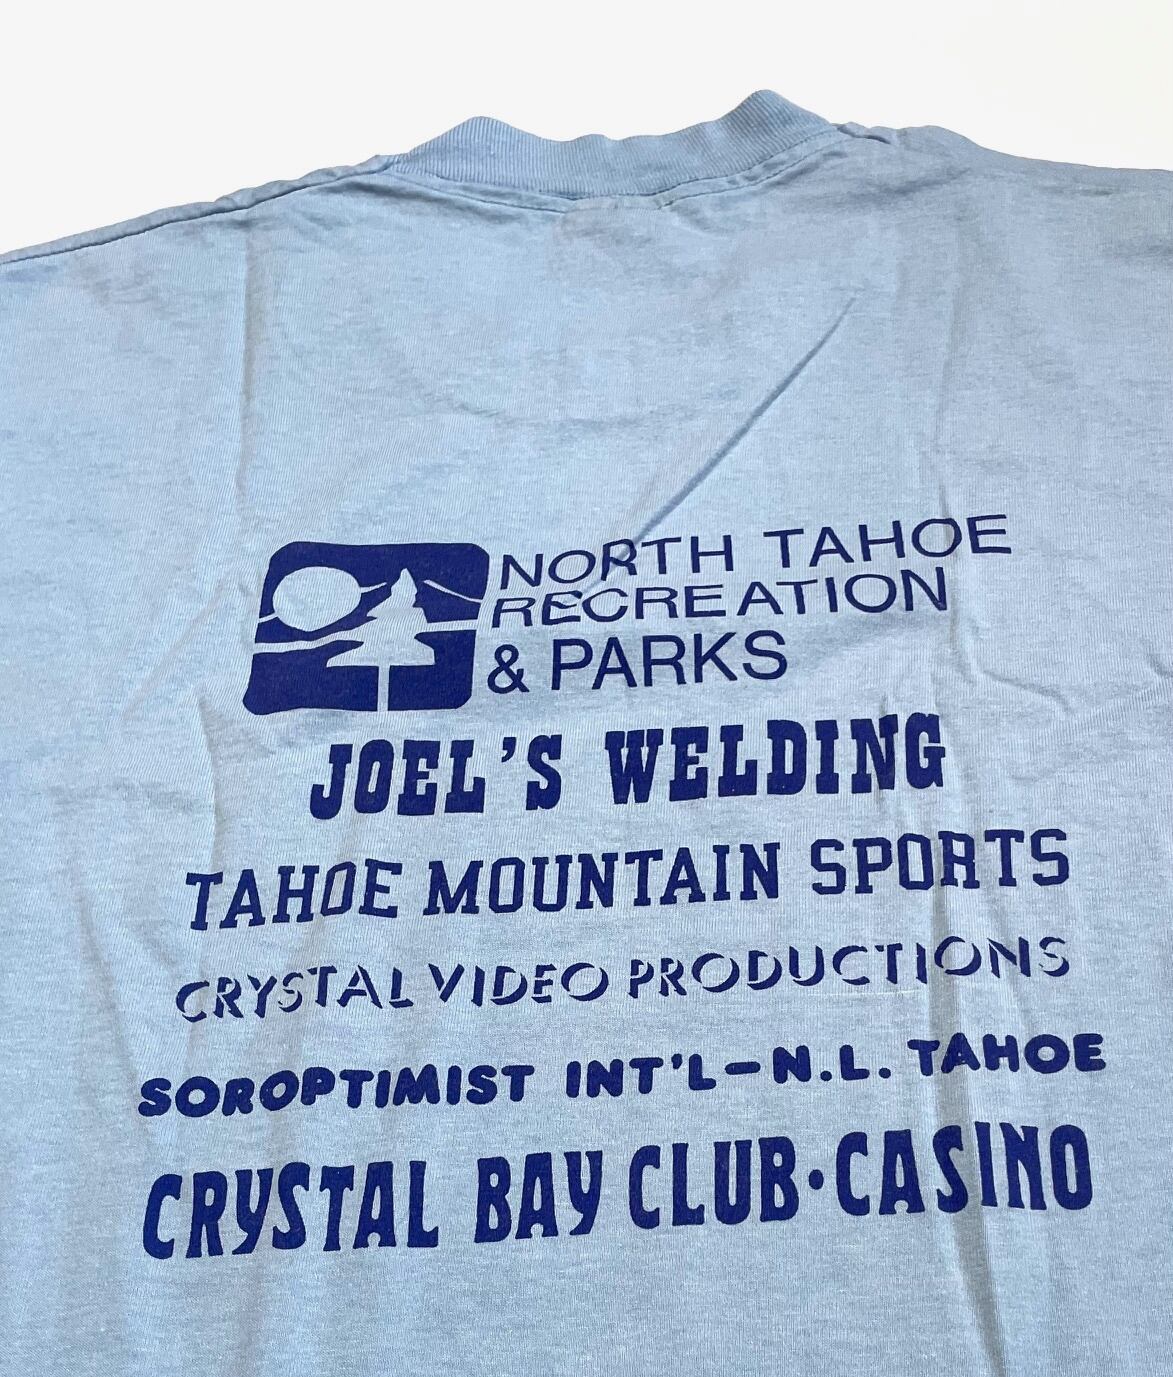 NORTH TAHOE
RECREATION
& PARKS
JOEL'S WELDING
TAHOE MOUNTAIN SPORTS
CRYSTAL VIDEO PRODUCTIONS
SOROPTIMIST INT'L-N.L. TAHOE
CRYSTAL BAY CLUB·CASINO